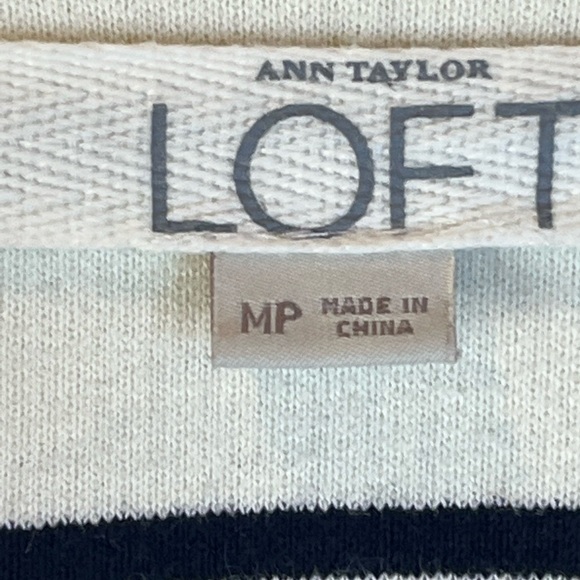 ANN TAYLOR
LOFT
MP
MADE IN
CHINA